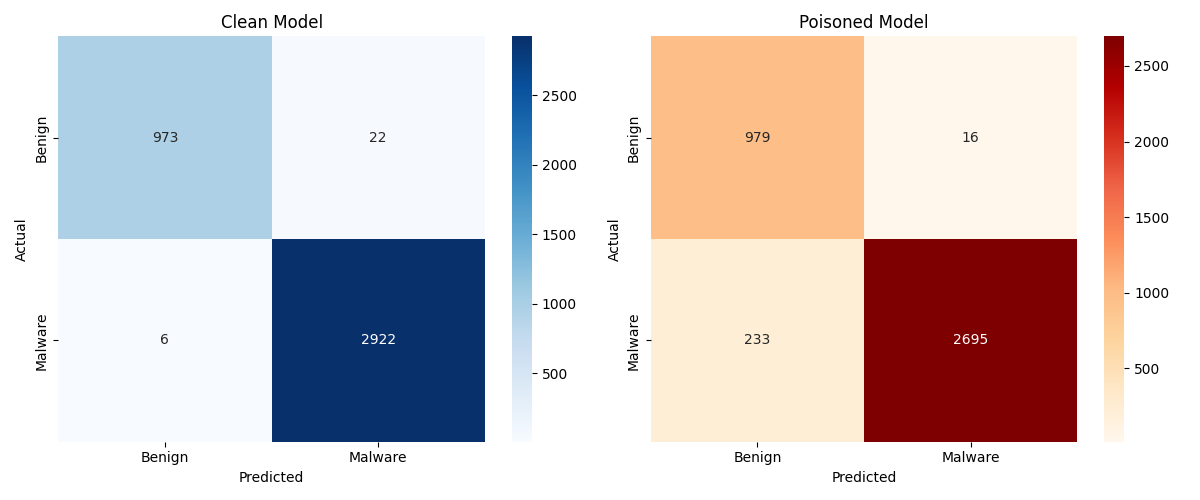 Clean Model
Actual
Benign
Malware
973
22
6
2922
Benign
Malware
Predicted
2500
2000
1500
1000
500
Poisoned Model
Actual
Benign
Malware
979
16
233
2695
Benign
Malware
Predicted
2500
2000
1500
1000
500